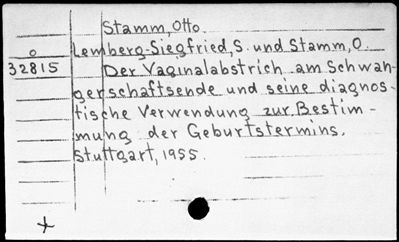 Stamm, Otto.
o Lemberg-Siegfried, S. und Stamm, O.
32815 Der Vaginalabstrich am Schwan-
gerschaftsende und seine diagnos-
tische Verwendung zur Bestim-
mung der Geburtstermins.
Stuttgart, 1955.